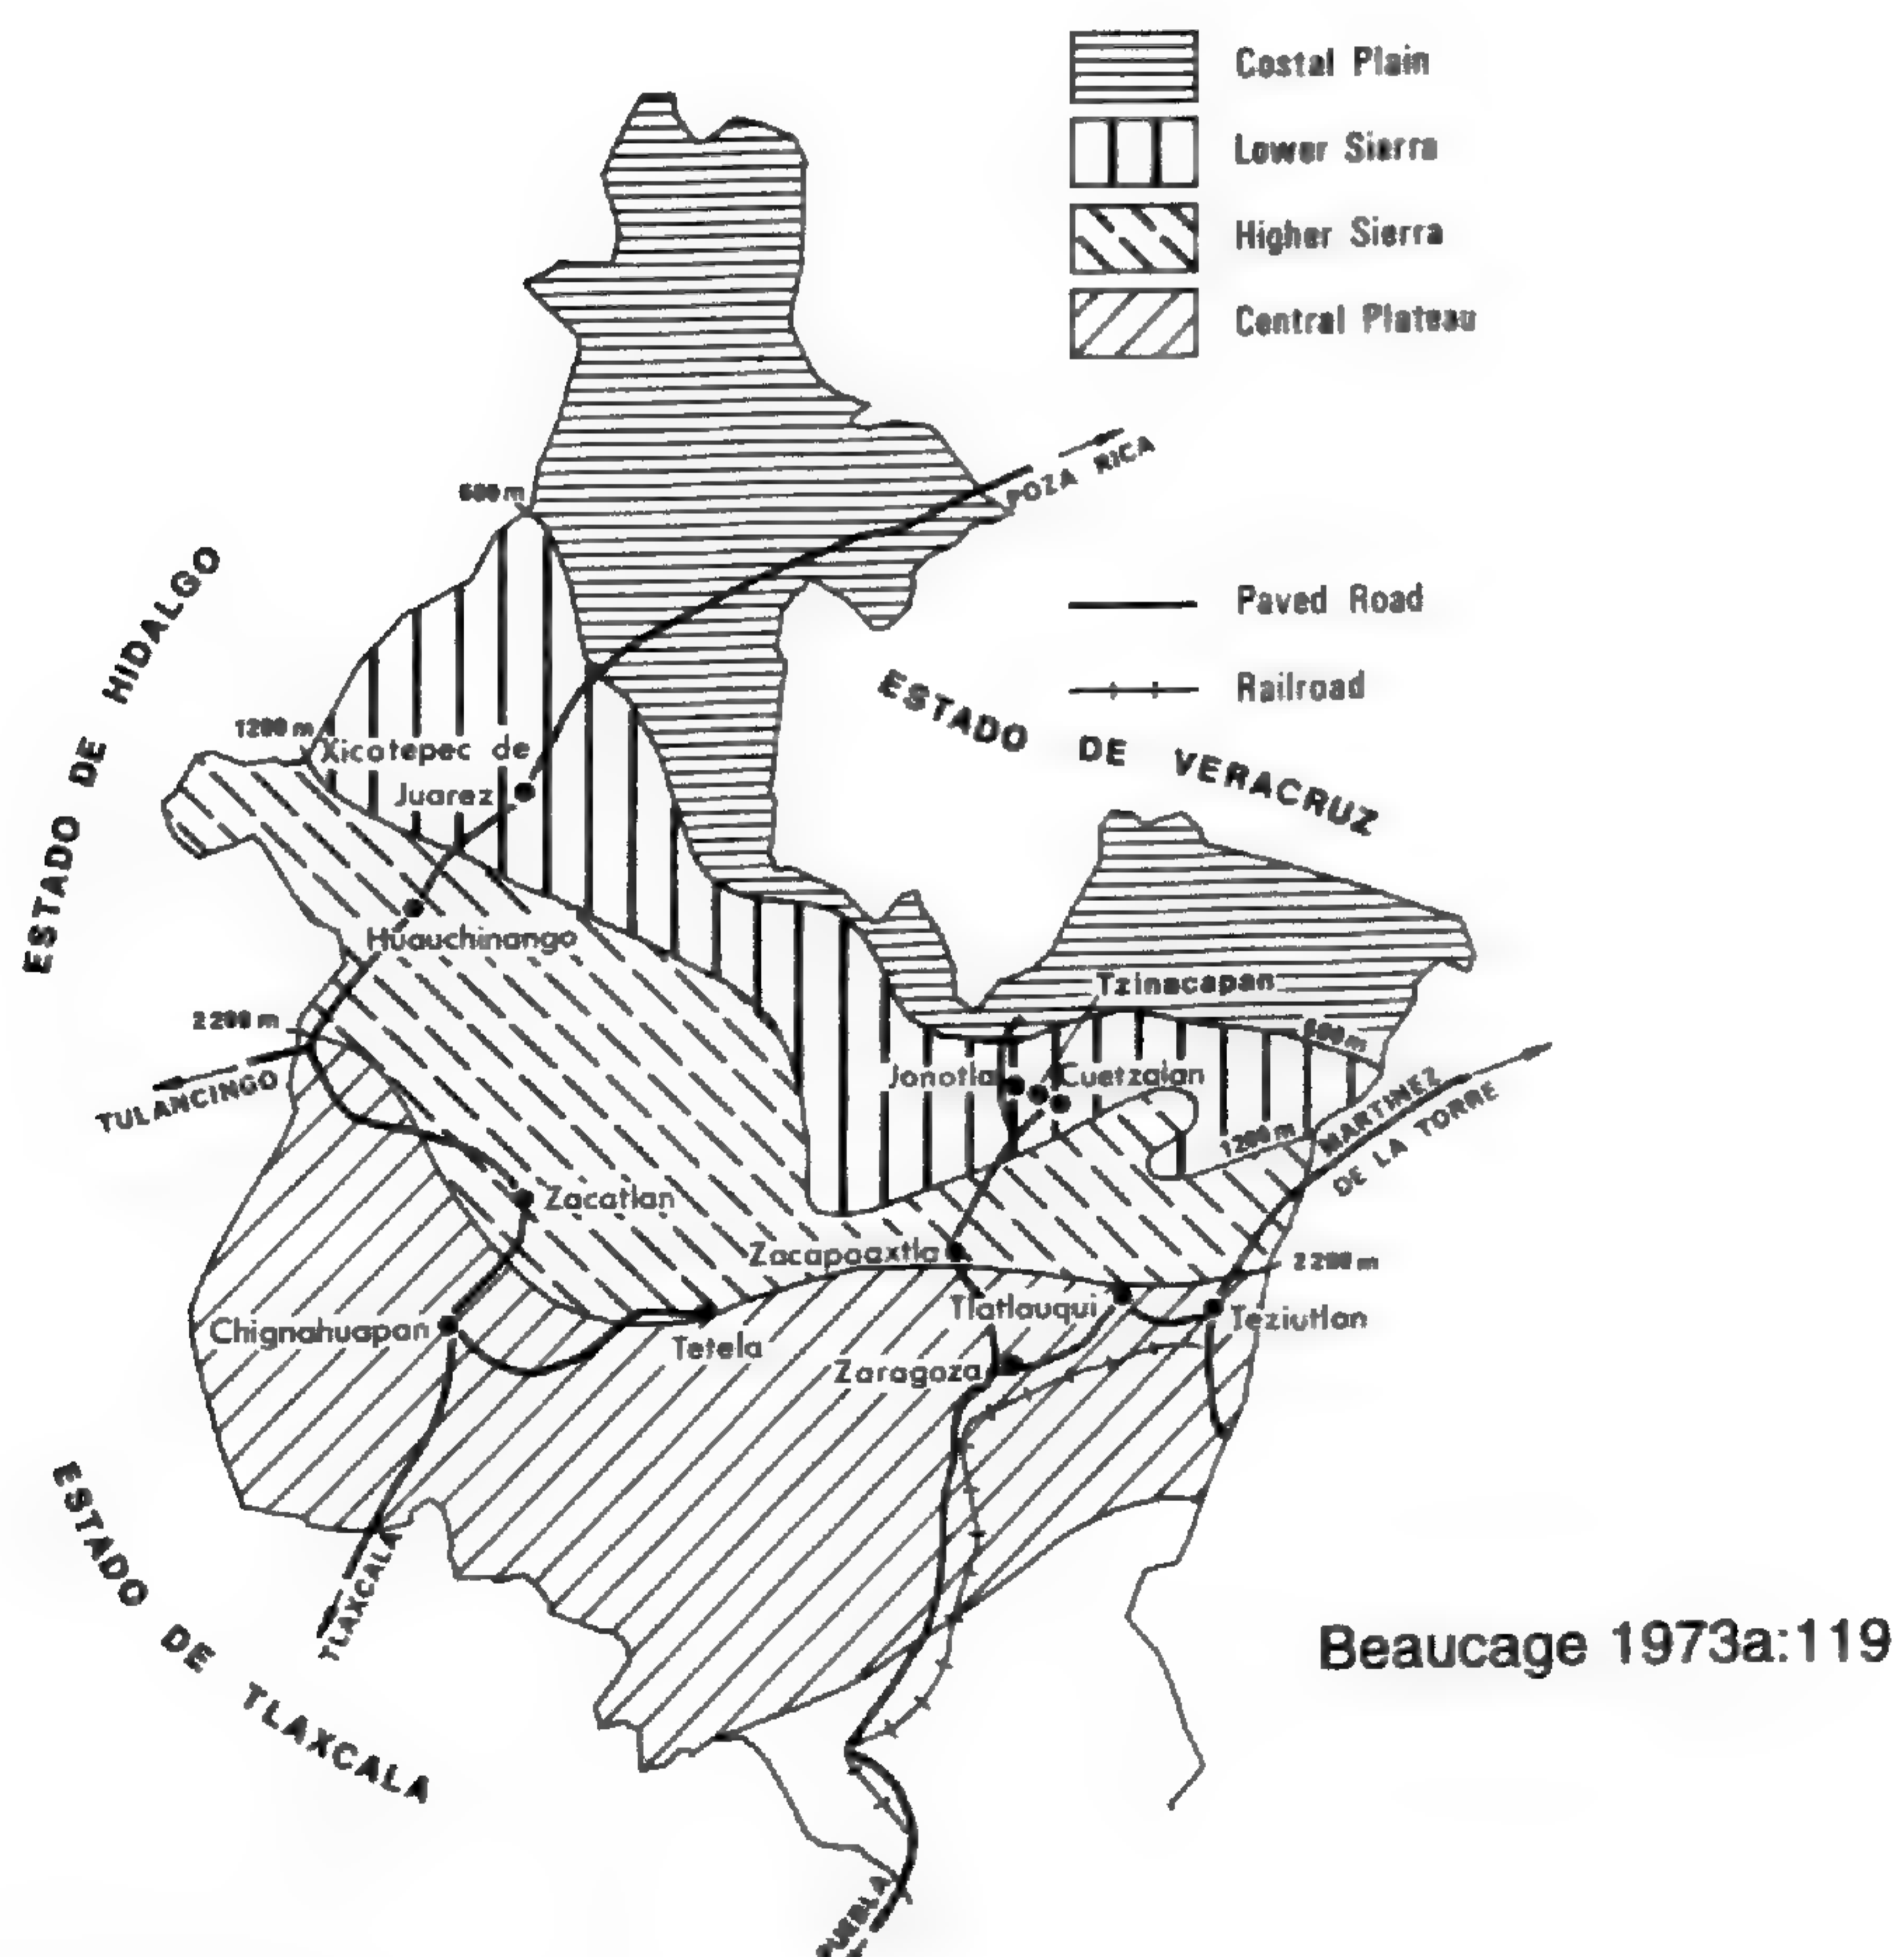 Costal Plain
Lower Sierra
Higher Sierra
Central Plateau
POZA RICA
600 m
ESTADO DE HIDALGO
Paved Road
Railroad
ESTADO DE VERACRUZ
1200 m
Xicotepec de
Juarez
Huauchinango
Tzinacapan
2200 m
600 m
TULANCINGO
Jonotla
Cuetzalan
MARTINEZ
DE LA TORRE
1200 m
Zacatlan
Zacapoaxtla
2200 m
Tlatlauqui
Teziutlan
Chignahuapan
Tetela
Zaragoza
ESTADO DE TLAXCALA
TLAXCALA
Beaucage 1973a:119
PUEBLA